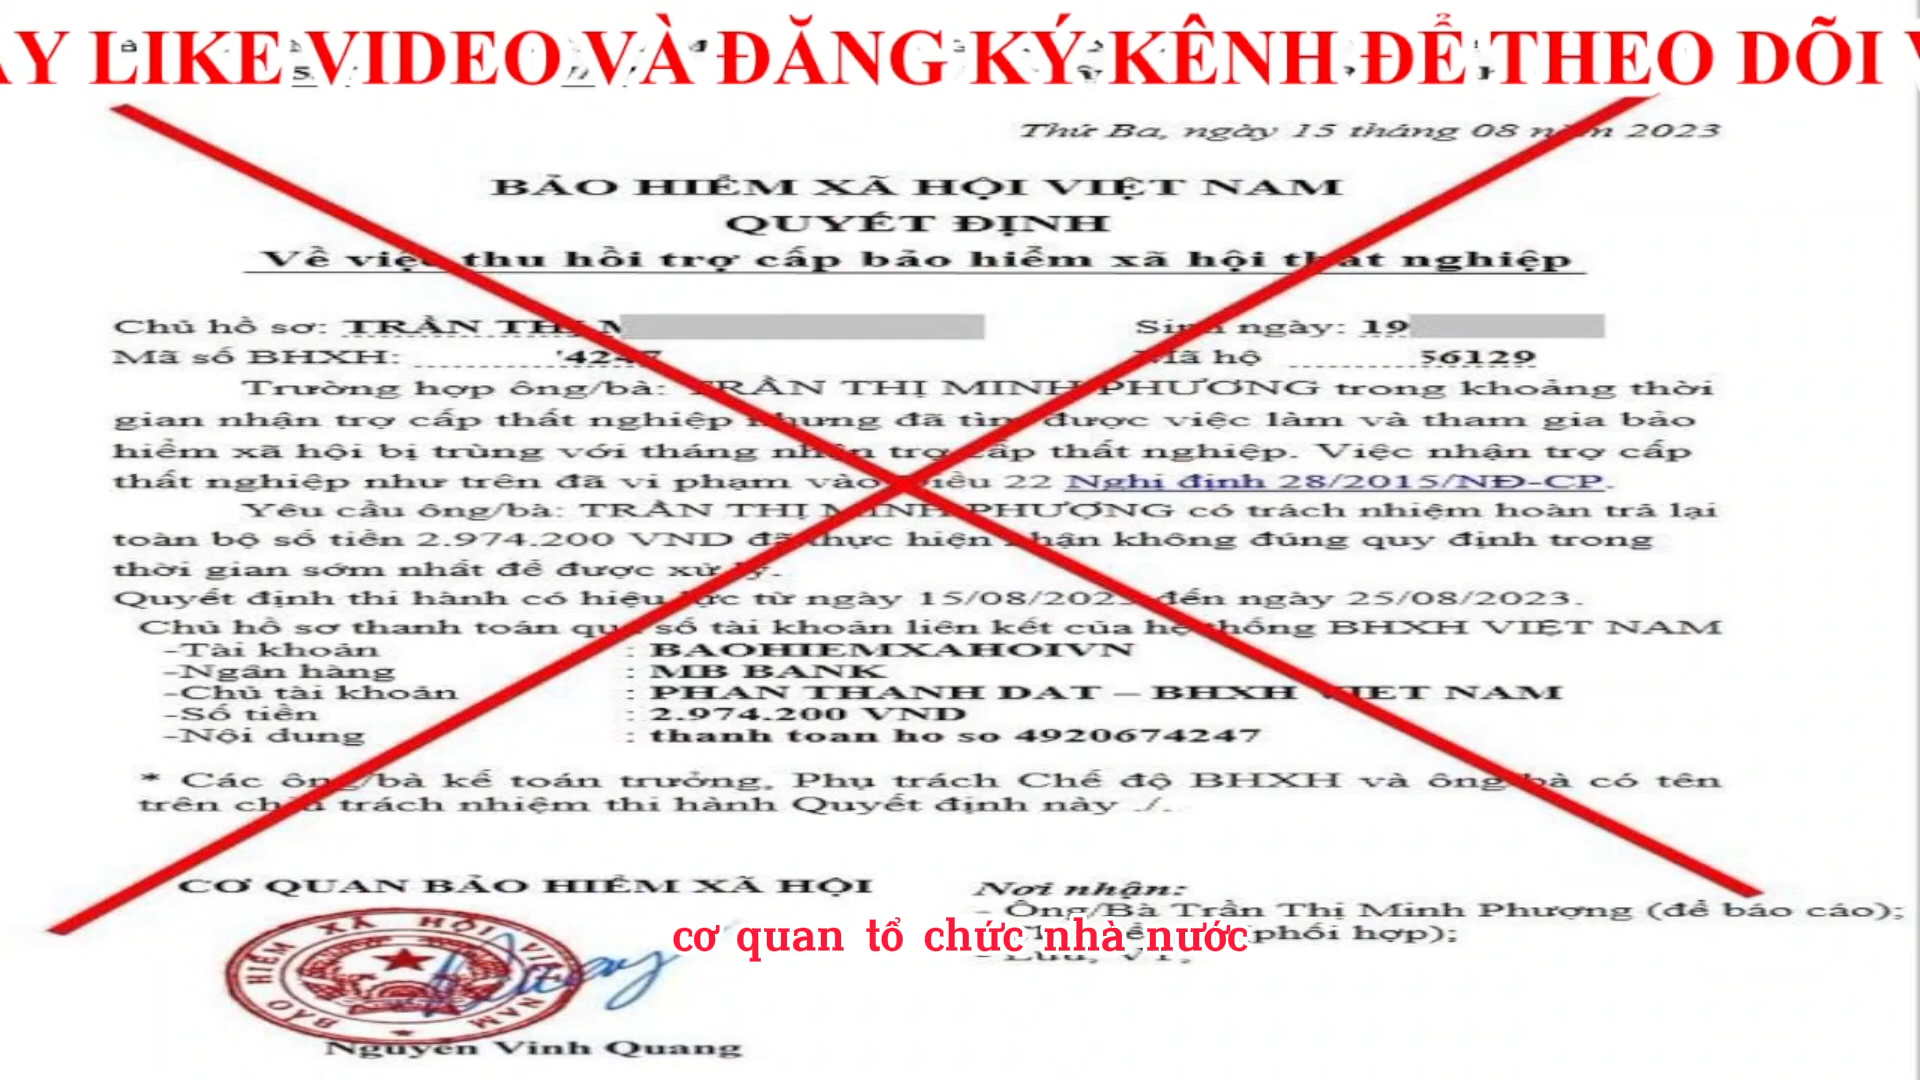 AY LIKE VIDEO VÀ ĐĂNG KÝ KÊNH ĐỂ THEO DÕI V
Thứ Ba, ngày 15 tháng 08 năm 2023
BẢO HIỂM XÃ HỘI VIỆT NAM
QUYẾT ĐỊNH
Về việc thu hồi trợ cấp bảo hiểm xã hội thất nghiệp
Chủ hồ sơ: TRẦN THỊ M
Sinh ngày: 19
Mã số BHXH: 4247
Mã hộ 56129
Trường hợp ông/bà: TRẦN THỊ MINH PHƯƠNG trong khoảng thời
gian nhận trợ cấp thất nghiệp nhưng đã tìm được việc làm và tham gia bảo
hiểm xã hội bị trùng với tháng nhận trợ cấp thất nghiệp. Việc nhận trợ cấp
thất nghiệp như trên đã vi phạm vào Điều 22 Nghị định 28/2015/NĐ-CP.
Yêu cầu ông/bà: TRẦN THỊ MINH PHƯỢNG có trách nhiệm hoàn trả lại
toàn bộ số tiền 2.974.200 VND đã thực hiện nhận không đúng quy định trong
thời gian sớm nhất để được xử lý.
Quyết định thi hành có hiệu lực từ ngày 15/08/2023 đến ngày 25/08/2023.
Chủ hồ sơ thanh toán qua số tài khoản liên kết của hệ thống BHXH VIỆT NAM
-Tài khoản : BAOHIEMXAHOIVN
-Ngân hàng : MB BANK
-Chủ tài khoản : PHAN THANH DAT – BHXH VIET NAM
-Số tiền : 2.974.200 VND
-Nội dung : thanh toan ho so 4920674247
* Các ông/bà kế toán trưởng, Phụ trách Chế độ BHXH và ông bà có tên
trên chịu trách nhiệm thi hành Quyết định này ./.
CƠ QUAN BẢO HIỂM XÃ HỘI
Nơi nhận:
- Ông/Bà Trần Thị Minh Phượng (để báo cáo);
phối hợp);
- Lưu, VT;
cơ quan tổ chức nhà nước
BẢO HIỂM XÃ HỘI VIỆT NAM
Nguyễn Vinh Quang